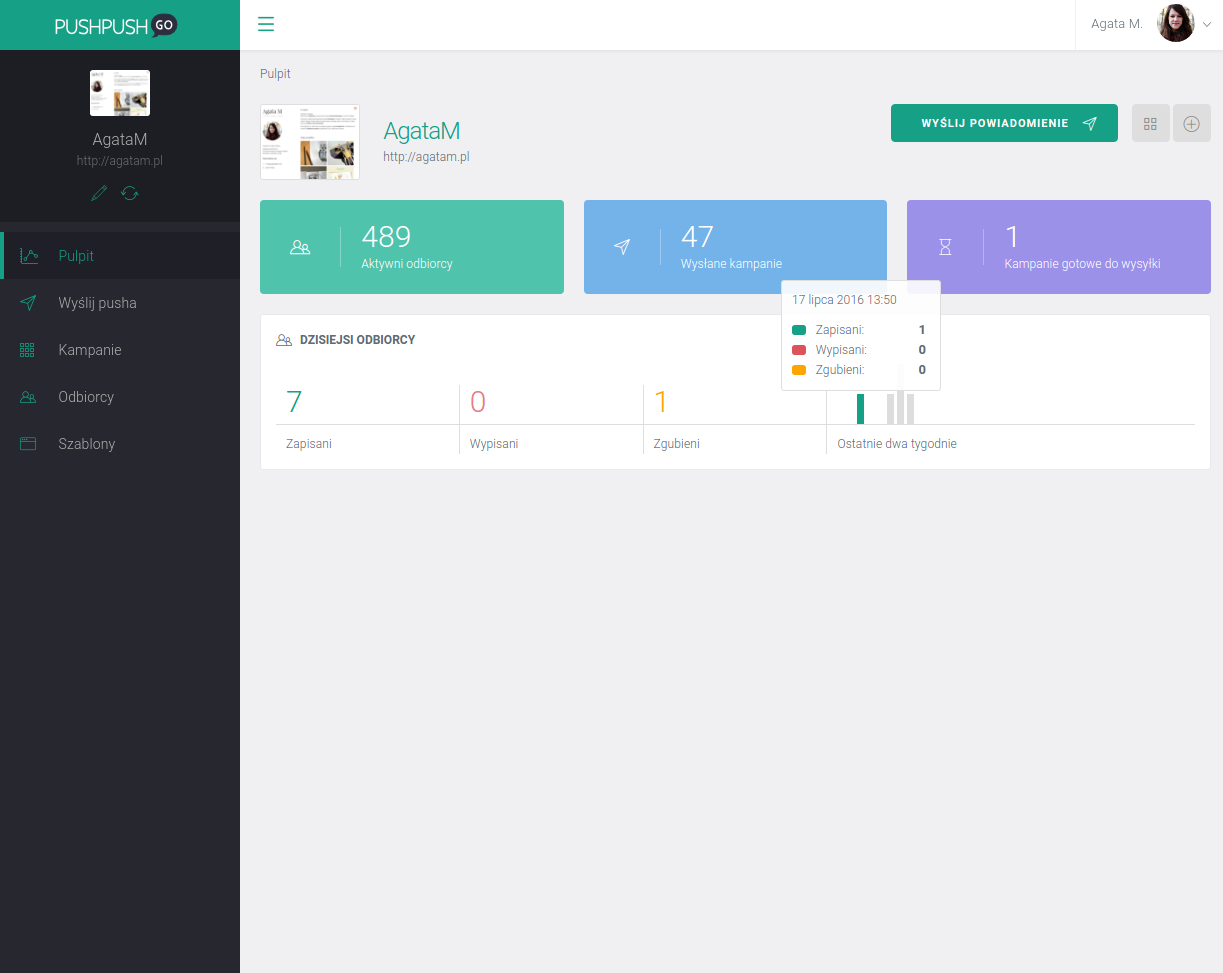 PUSHPUSH GO
Agata M.
AgataM
http://agatam.pl
Pulpit
Wyślij pusha
Kampanie
Odbiorcy
Szablony
Pulpit
Agata M
AgataM
http://agatam.pl
WYŚLIJ POWIADOMIENIE
489
Aktywni odbiorcy
47
Wysłane kampanie
1
Kampanie gotowe do wysyłki
17 lipca 2016 13:50
Zapisani: 1
Wypisani: 0
Zgubieni: 0
DZISIEJSI ODBIORCY
7
Zapisani
0
Wypisani
1
Zgubieni
Ostatnie dwa tygodnie